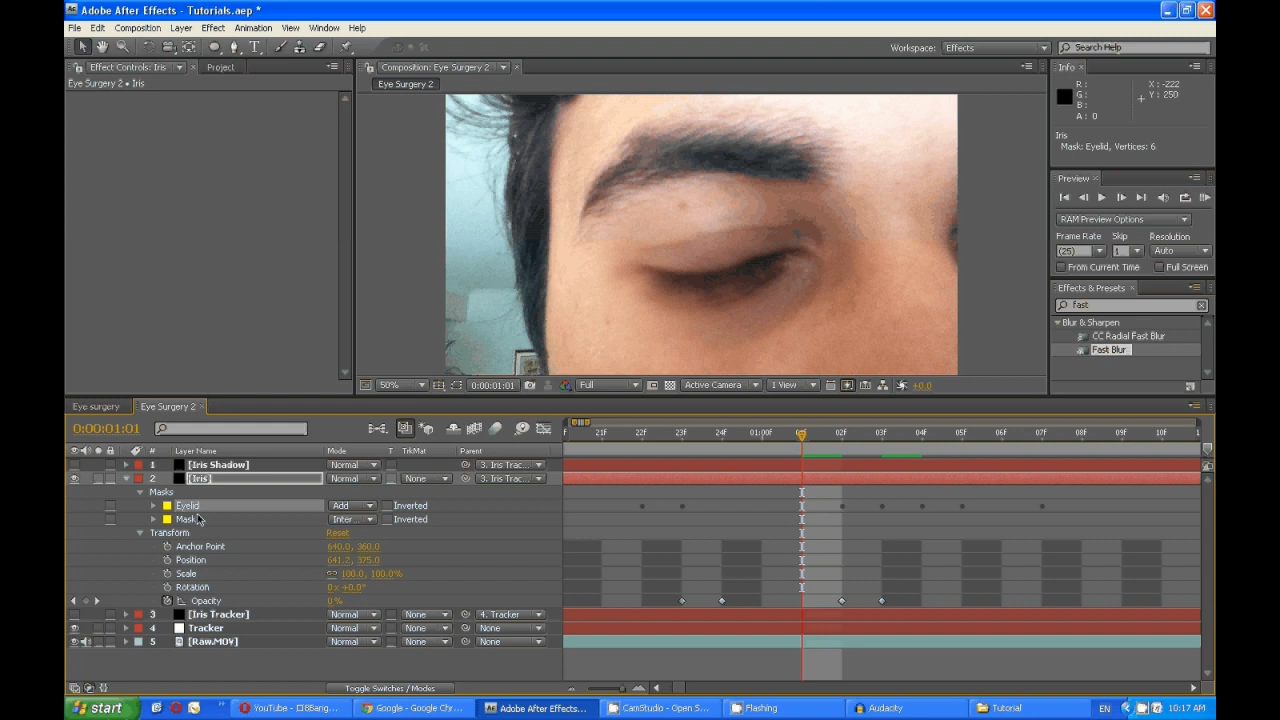 Adobe After Effects - Tutorials.aep *
File Edit Composition Layer Effect Animation View Window Help
Workspace: Effects Search Help
Effect Controls: Iris Project
Eye Surgery 2 • Iris
Composition: Eye Surgery 2
Eye Surgery 2
Info
R :
G :
B :
A : 0
X : -222
Y : 250
Iris
Mask: Eyelid, Vertices: 6
Preview
RAM Preview Options
Frame Rate Skip Resolution
(25) 1 Auto
From Current Time Full Screen
Effects & Presets
fast
Blur & Sharpen
CC Radial Fast Blur
Fast Blur
50% 0:00:01:01 Full Active Camera 1 View +0.0
Eye surgery Eye Surgery 2
0:00:01:01
f 21f 22f 23f 24f 01:00f 02f 03f 04f 05f 06f 07f 08f 09f 10f 1
# Layer Name Mode T TrkMat Parent
1 [Iris Shadow] Normal 3. Iris Trac...
2 [Iris] Normal None 3. Iris Trac...
Masks
Eyelid Add Inverted
Mask Inter... Inverted
Transform Reset
Anchor Point 640.0, 360.0
Position 641.2, 375.0
Scale 100.0, 100.0%
Rotation 0x+0.0°
Opacity 0%
3 [Iris Tracker] Normal None 4. Tracker
4 Tracker Normal None None
5 [Raw.MOV] Normal None None
Toggle Switches / Modes
start YouTube - Google - Google Chr... Adobe After Effects... CamStudio - Open S... Flashing Audacity Tutorial EN 10:17 AM